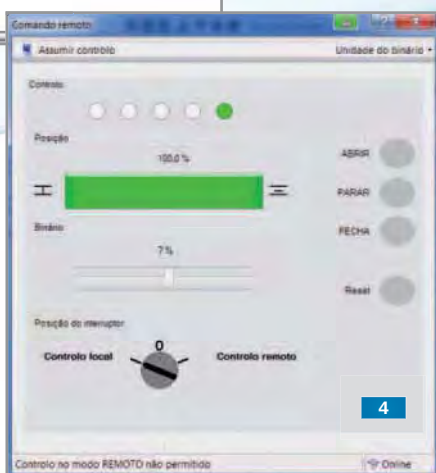 Comando remoto
Assumir controlo
Unidade do binário
Controlo
Posição
100,0 %
ABRIR
PARAR
Binário
FECHA
7 %
Reset
Posição do interruptor
0
Controlo local
Controlo remoto
4
Controlo no modo REMOTO não permitido
Online